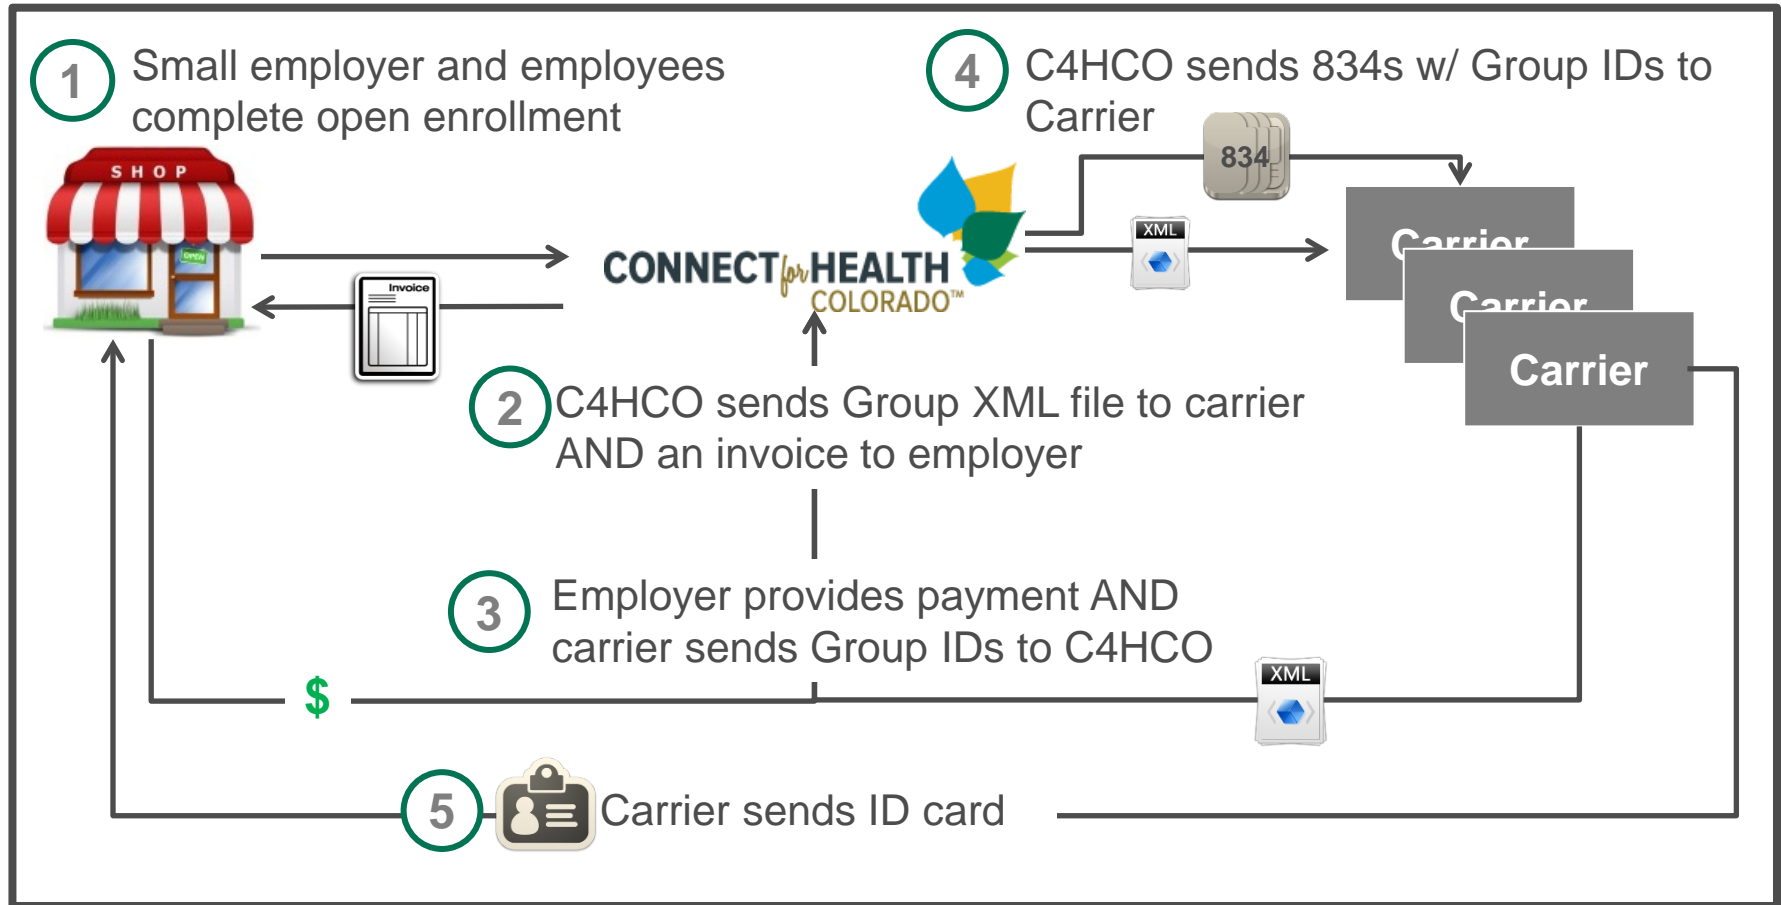 1
Small employer and employees
complete open enrollment
4
C4HCO sends 834s w/ Group IDs to
Carrier
834
SHOP
OPEN
Invoice
CONNECT for HEALTH
COLORADO™
XML
Carrier
Carrier
Carrier
2
C4HCO sends Group XML file to carrier
AND an invoice to employer
3
Employer provides payment AND
carrier sends Group IDs to C4HCO
$
XML
5
Carrier sends ID card